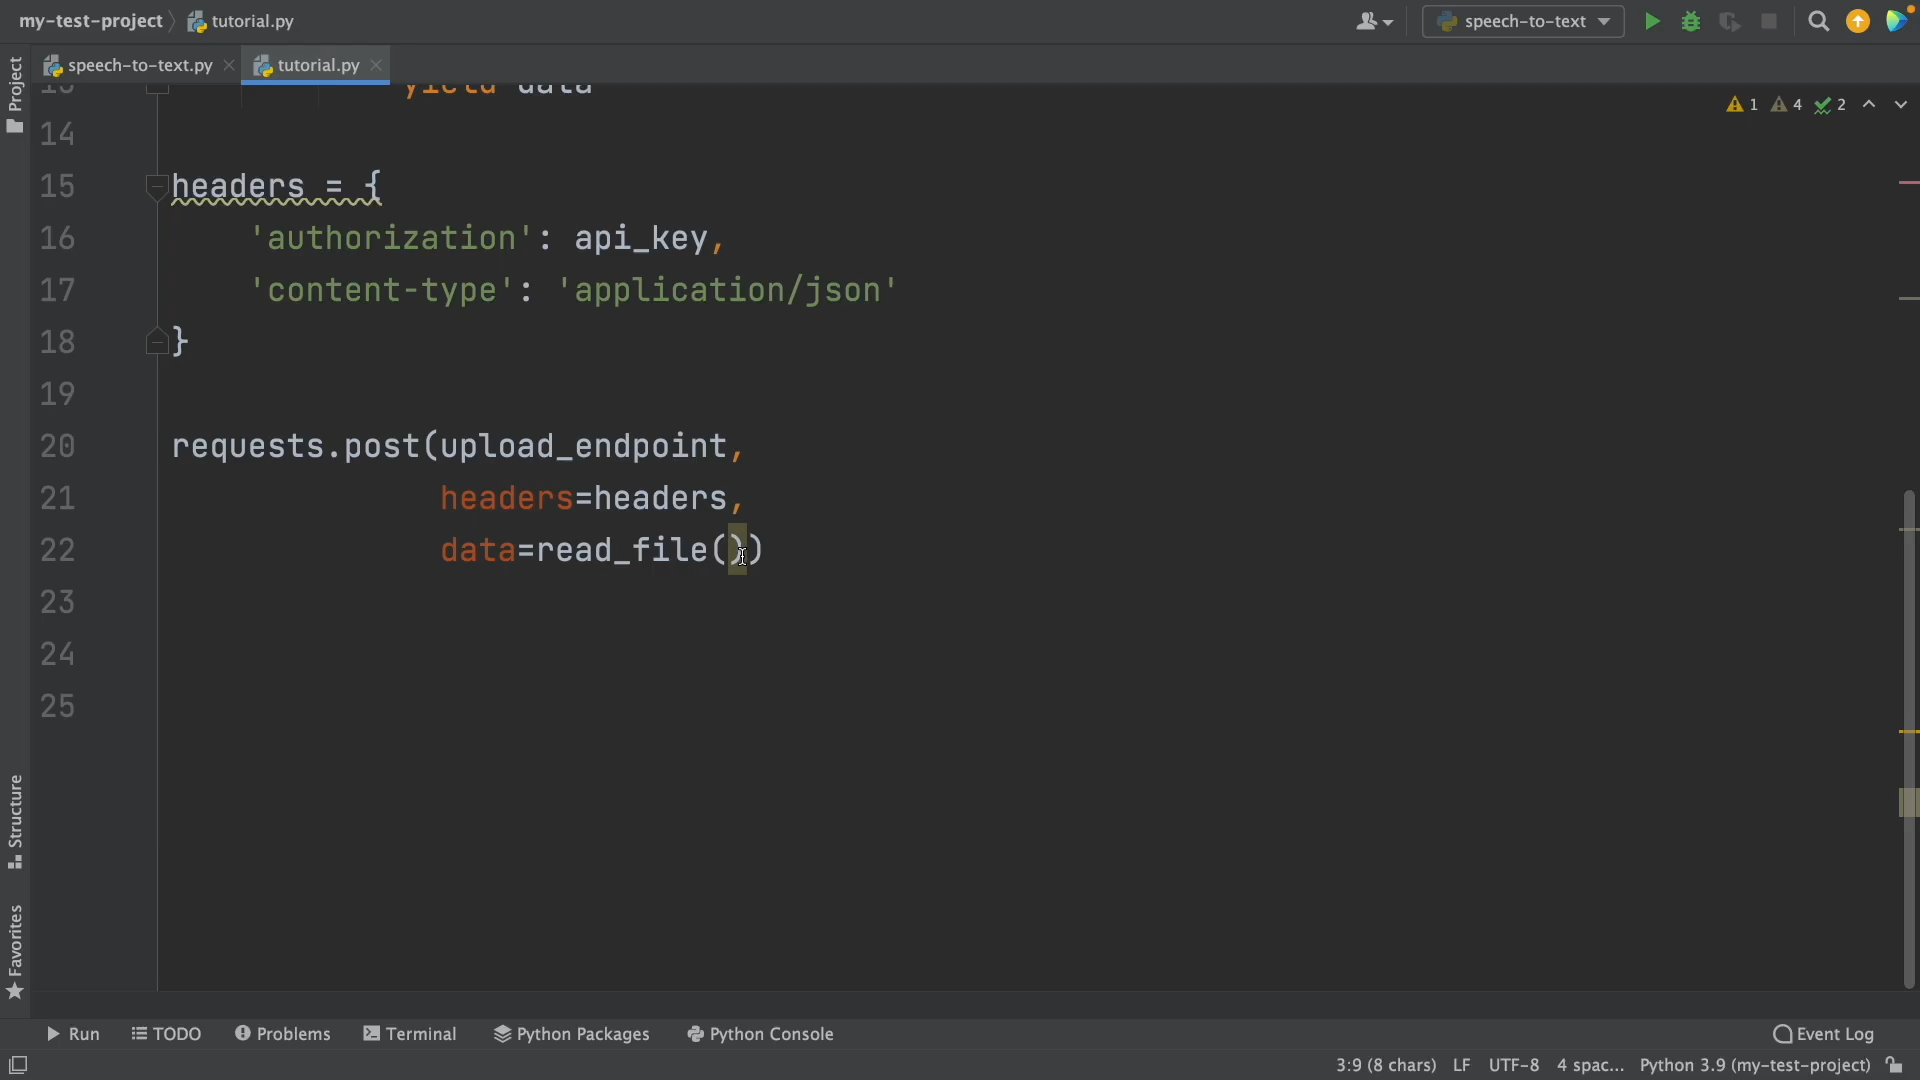 my-test-project tutorial.py speech-to-text
Project
speech-to-text.py tutorial.py
yield data
1 4 2
14
15 headers = {
16 'authorization': api_key,
17 'content-type': 'application/json'
18 }
19
20 requests.post(upload_endpoint,
21 headers=headers,
22 data=read_file())
23
24
25
Structure
Favorites
Run TODO Problems Terminal Python Packages Python Console Event Log
3:9 (8 chars) LF UTF-8 4 spac... Python 3.9 (my-test-project)